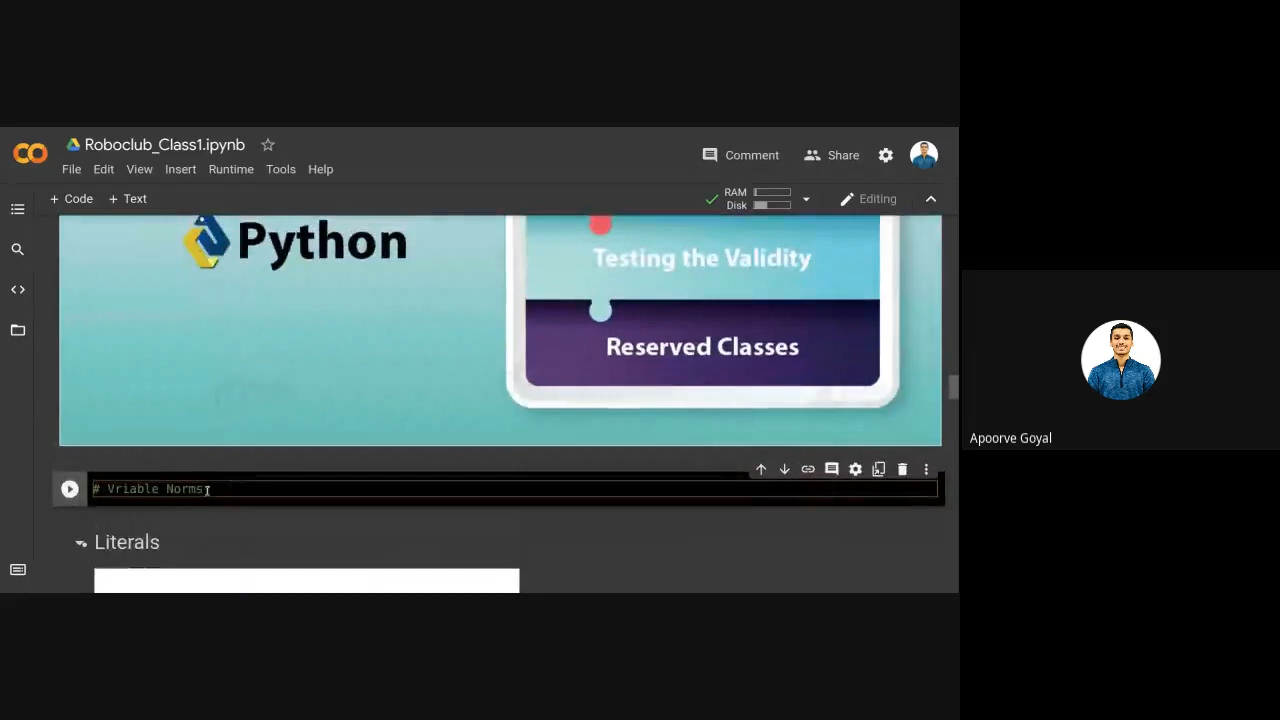 Roboclub_Class1.ipynb
File Edit View Insert Runtime Tools Help
Comment
Share
+ Code + Text
RAM
Disk
Editing
Python
Testing the Validity
Reserved Classes
# Vriable Norms
Literals
Apoorve Goyal